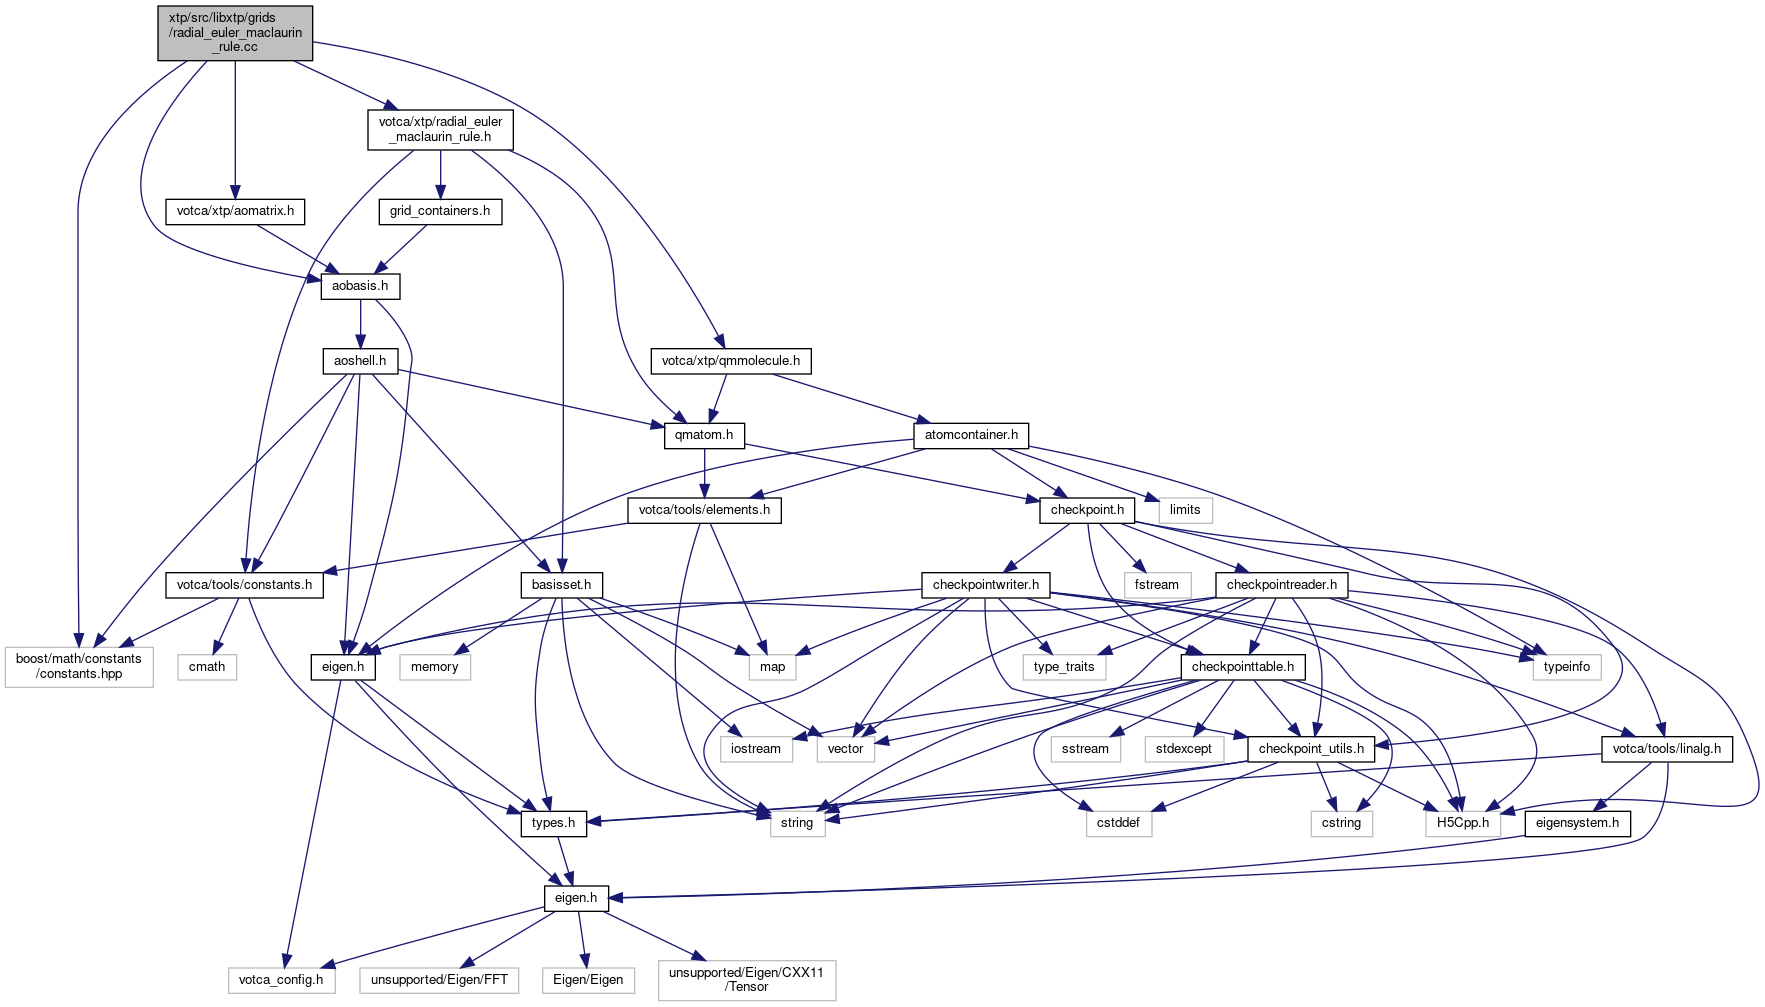 xtp/src/libxtp/grids
/radial_euler_maclaurin
_rule.cc
votca/xtp/radial_euler
_maclaurin_rule.h
votca/xtp/aomatrix.h
grid_containers.h
aobasis.h
aoshell.h
votca/xtp/qmmolecule.h
qmatom.h
atomcontainer.h
votca/tools/elements.h
checkpoint.h
limits
votca/tools/constants.h
basisset.h
checkpointwriter.h
fstream
checkpointreader.h
boost/math/constants
/constants.hpp
cmath
eigen.h
memory
map
type_traits
checkpointtable.h
typeinfo
iostream
vector
sstream
stdexcept
checkpoint_utils.h
votca/tools/linalg.h
types.h
string
cstddef
cstring
H5Cpp.h
eigensystem.h
eigen.h
votca_config.h
unsupported/Eigen/FFT
Eigen/Eigen
unsupported/Eigen/CXX11
/Tensor